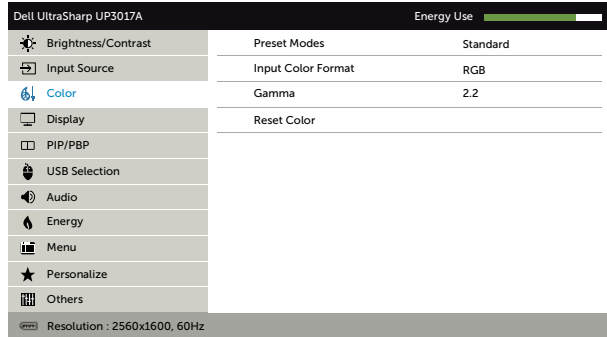 Dell UltraSharp UP3017A Energy Use
Brightness/Contrast Preset Modes Standard
Input Source Input Color Format RGB
Color Gamma 2.2
Display Reset Color
PIP/PBP
USB Selection
Audio
Energy
Menu
Personalize
Others
Resolution : 2560x1600, 60Hz